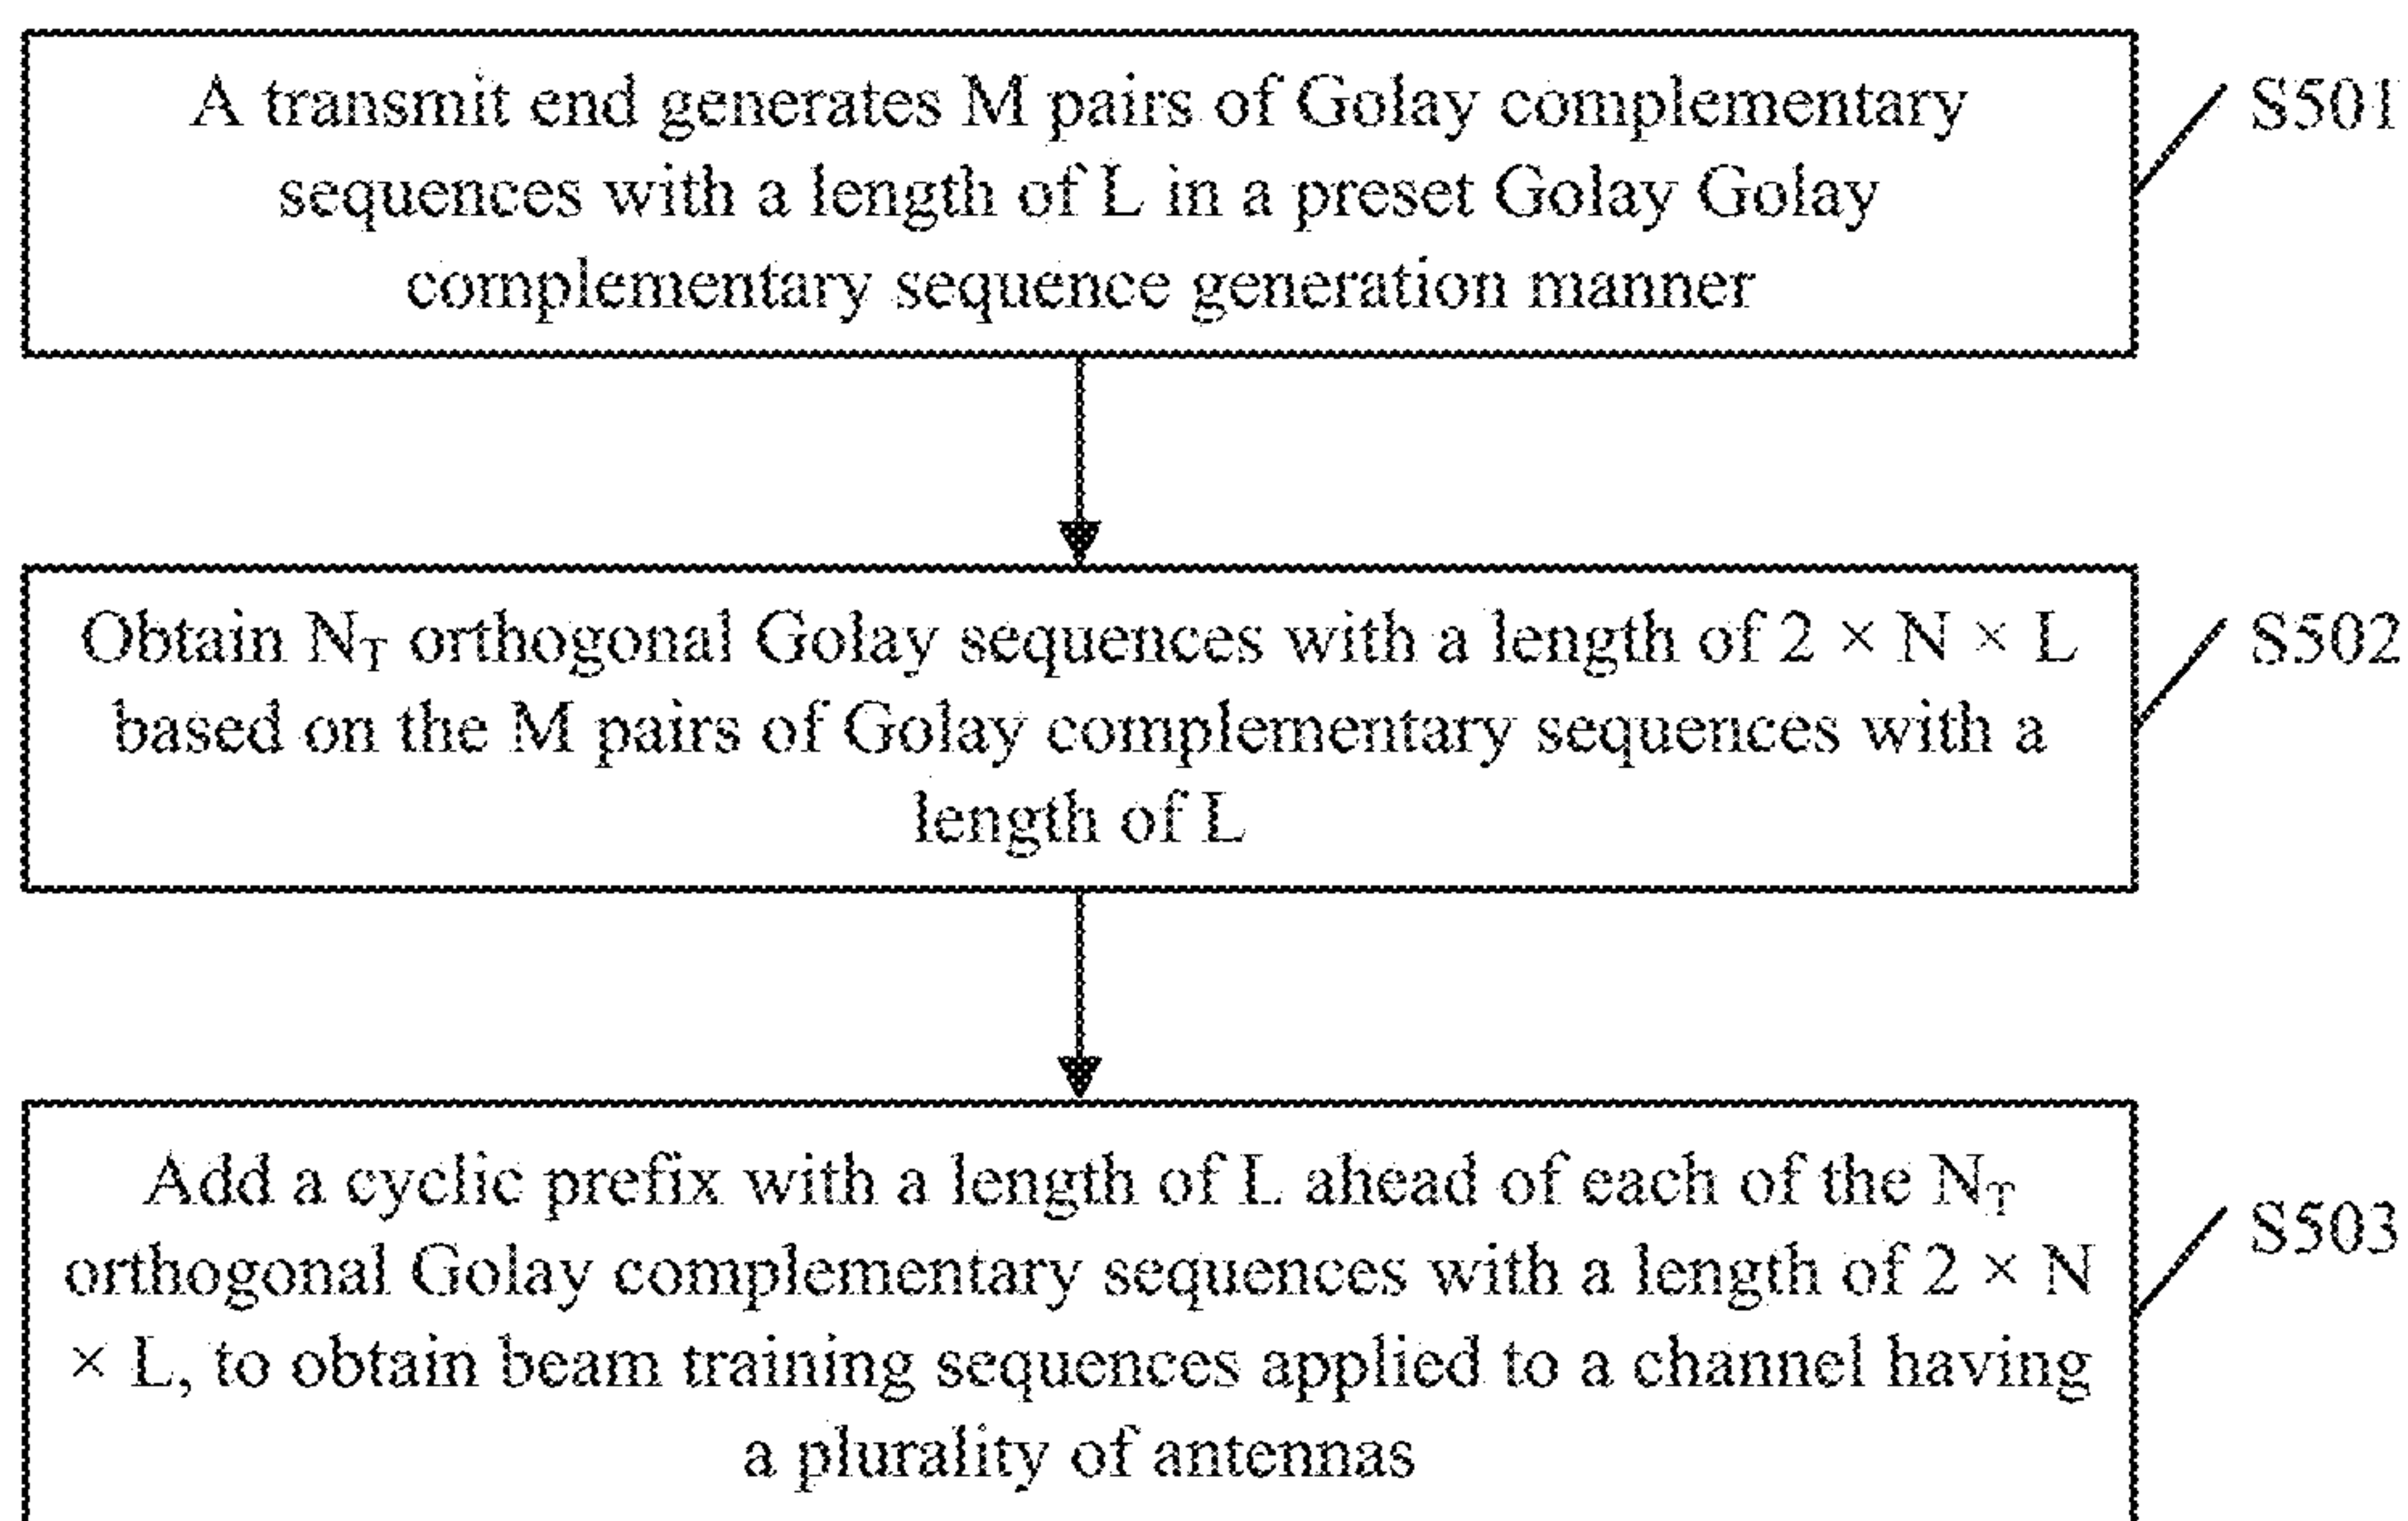 A transmit end generates M pairs of Golay complementary
sequences with a length of L in a preset Golay Golay
complementary sequence generation manner
S501
Obtain N_T orthogonal Golay sequences with a length of 2 × N × L
based on the M pairs of Golay complementary sequences with a
length of L
S502
Add a cyclic prefix with a length of L ahead of each of the N_T
orthogonal Golay complementary sequences with a length of 2 × N
× L, to obtain beam training sequences applied to a channel having
a plurality of antennas
S503